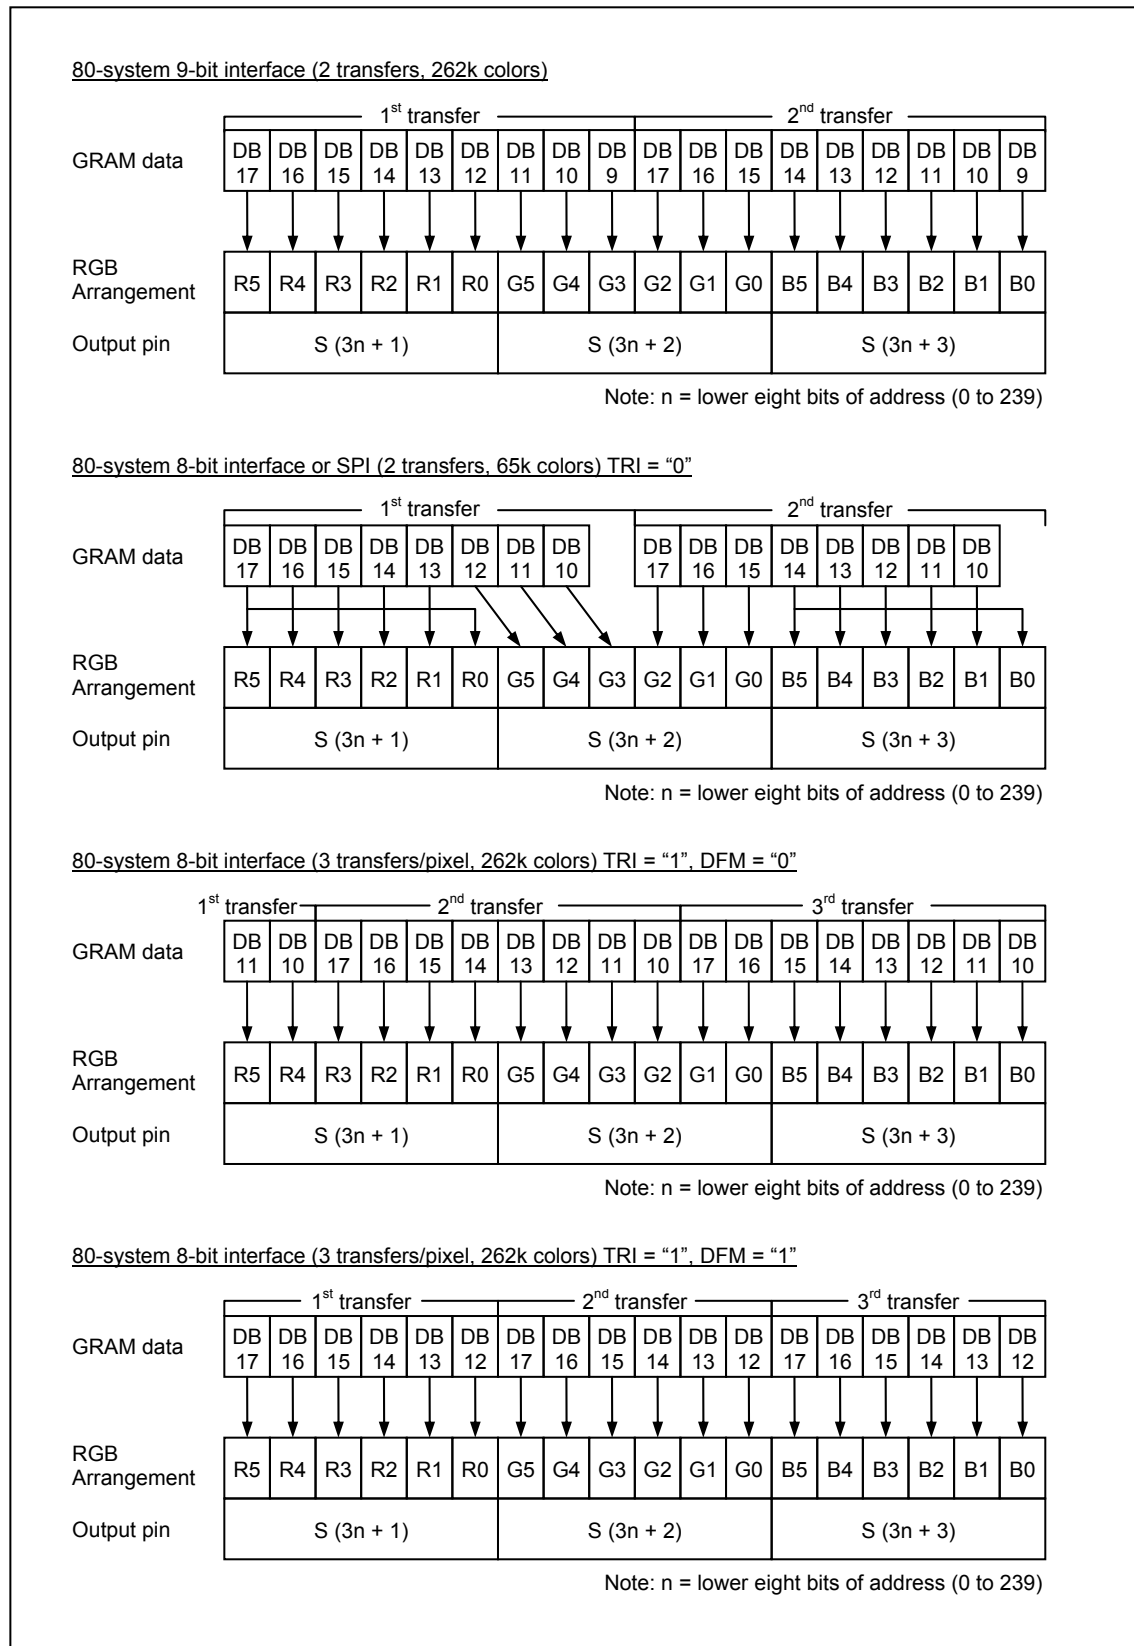 80-system 9-bit interface (2 transfers, 262k colors)
1st transfer 2nd transfer
GRAM data DB 17 DB 16 DB 15 DB 14 DB 13 DB 12 DB 11 DB 10 DB 9 DB 17 DB 16 DB 15 DB 14 DB 13 DB 12 DB 11 DB 10 DB 9
RGB Arrangement R5 R4 R3 R2 R1 R0 G5 G4 G3 G2 G1 G0 B5 B4 B3 B2 B1 B0
Output pin S (3n + 1) S (3n + 2) S (3n + 3)
Note: n = lower eight bits of address (0 to 239)
80-system 8-bit interface or SPI (2 transfers, 65k colors) TRI = “0”
1st transfer 2nd transfer
GRAM data DB 17 DB 16 DB 15 DB 14 DB 13 DB 12 DB 11 DB 10 DB 17 DB 16 DB 15 DB 14 DB 13 DB 12 DB 11 DB 10
RGB Arrangement R5 R4 R3 R2 R1 R0 G5 G4 G3 G2 G1 G0 B5 B4 B3 B2 B1 B0
Output pin S (3n + 1) S (3n + 2) S (3n + 3)
Note: n = lower eight bits of address (0 to 239)
80-system 8-bit interface (3 transfers/pixel, 262k colors) TRI = “1”, DFM = “0”
1st transfer 2nd transfer 3rd transfer
GRAM data DB 11 DB 10 DB 17 DB 16 DB 15 DB 14 DB 13 DB 12 DB 11 DB 10 DB 17 DB 16 DB 15 DB 14 DB 13 DB 12 DB 11 DB 10
RGB Arrangement R5 R4 R3 R2 R1 R0 G5 G4 G3 G2 G1 G0 B5 B4 B3 B2 B1 B0
Output pin S (3n + 1) S (3n + 2) S (3n + 3)
Note: n = lower eight bits of address (0 to 239)
80-system 8-bit interface (3 transfers/pixel, 262k colors) TRI = “1”, DFM = “1”
1st transfer 2nd transfer 3rd transfer
GRAM data DB 17 DB 16 DB 15 DB 14 DB 13 DB 12 DB 17 DB 16 DB 15 DB 14 DB 13 DB 12 DB 17 DB 16 DB 15 DB 14 DB 13 DB 12
RGB Arrangement R5 R4 R3 R2 R1 R0 G5 G4 G3 G2 G1 G0 B5 B4 B3 B2 B1 B0
Output pin S (3n + 1) S (3n + 2) S (3n + 3)
Note: n = lower eight bits of address (0 to 239)